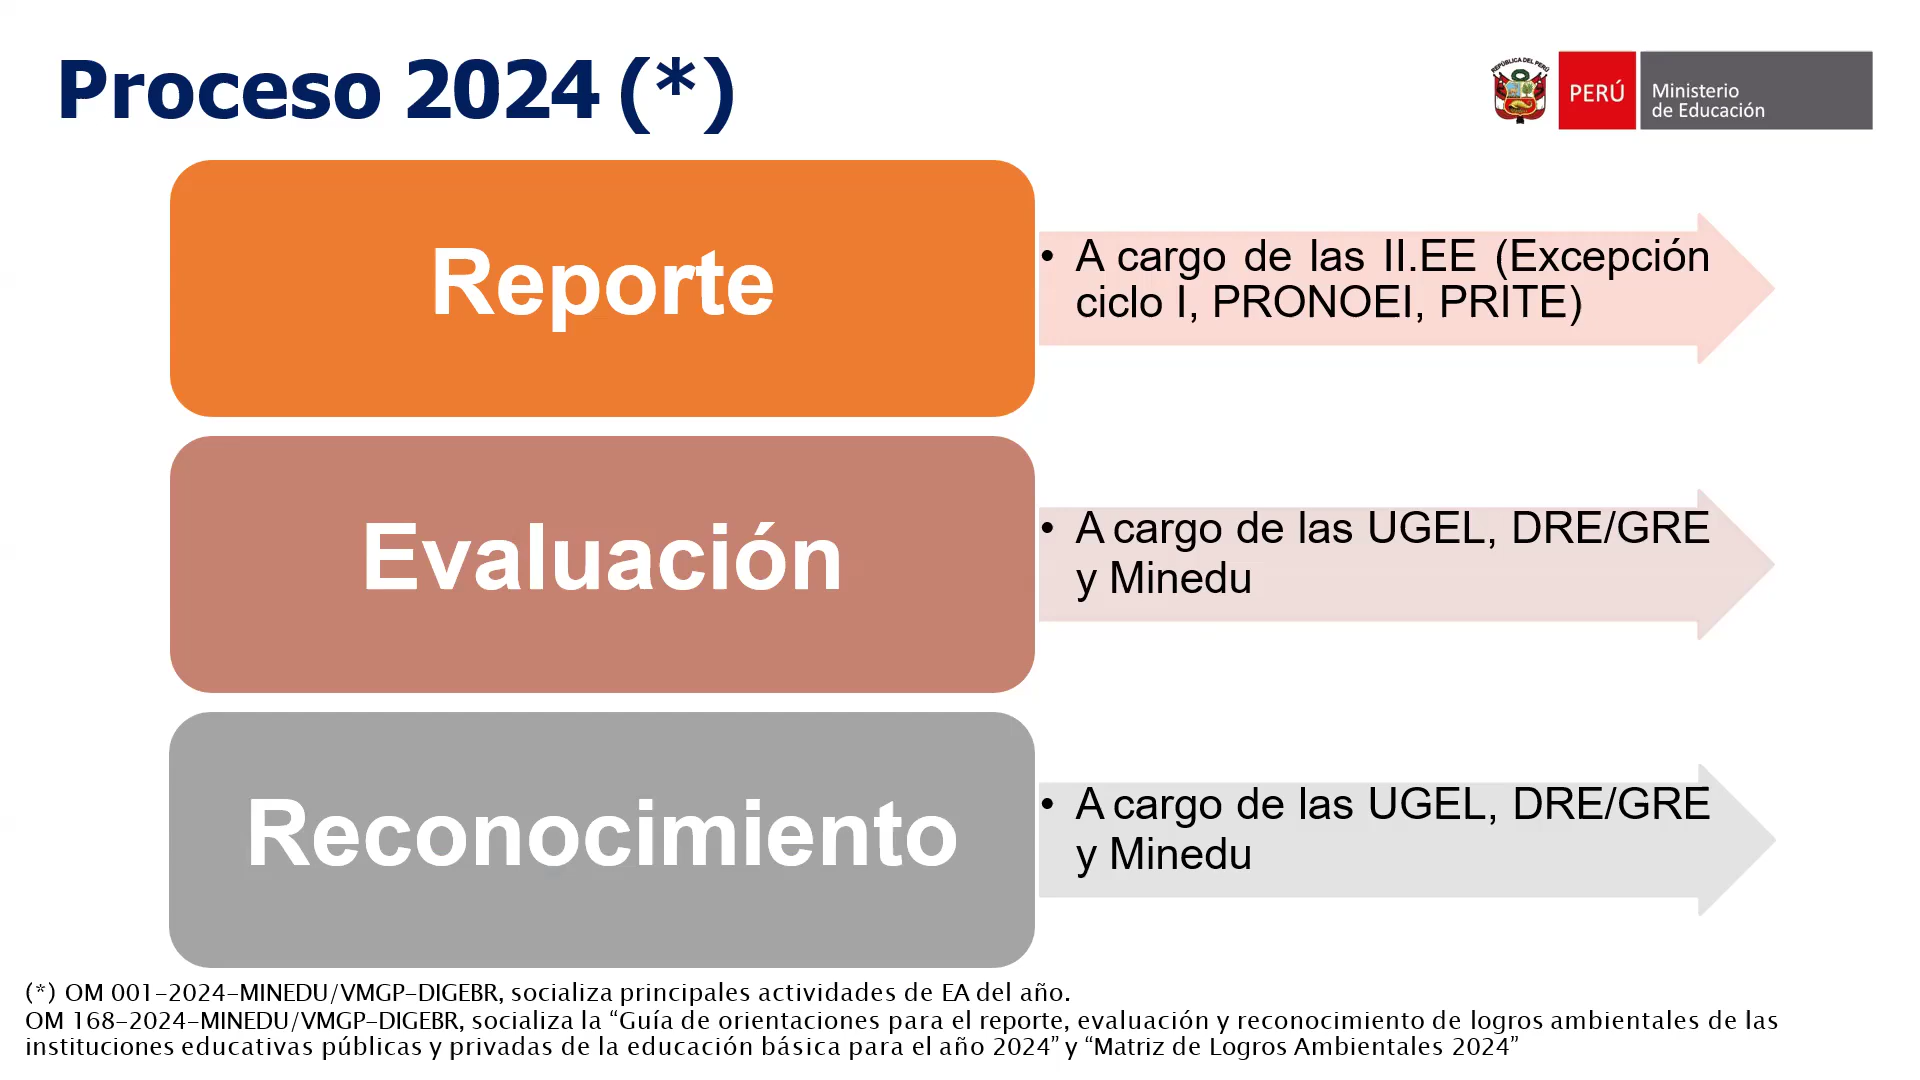 Proceso 2024 (*)
REPÚBLICA DEL PERÚ
PERÚ
Ministerio
de Educación
Reporte
• A cargo de las II.EE (Excepción
ciclo I, PRONOEI, PRITE)
Evaluación
• A cargo de las UGEL, DRE/GRE
y Minedu
Reconocimiento
• A cargo de las UGEL, DRE/GRE
y Minedu
(*) OM 001-2024-MINEDU/VMGP-DIGEBR, socializa principales actividades de EA del año.
OM 168-2024-MINEDU/VMGP-DIGEBR, socializa la “Guía de orientaciones para el reporte, evaluación y reconocimiento de logros ambientales de las
instituciones educativas públicas y privadas de la educación básica para el año 2024” y “Matriz de Logros Ambientales 2024”